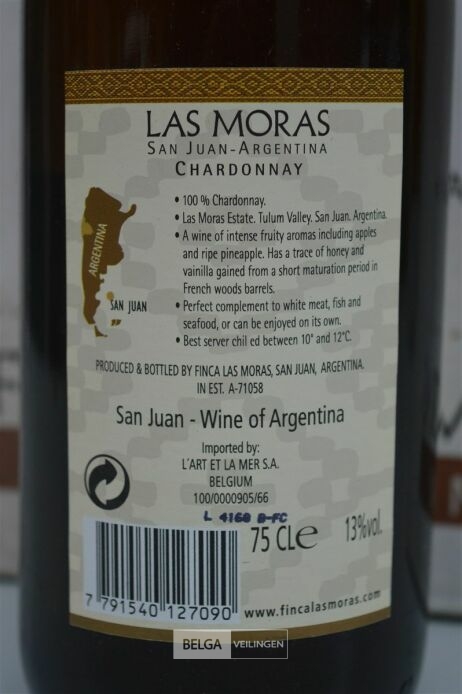 LAS MORAS
SAN JUAN-ARGENTINA
CHARDONNAY
• 100 % Chardonnay.
• Las Moras Estate. Tulum Valley. San Juan. Argentina.
• A wine of intense fruity aromas including apples
and ripe pineapple. Has a trace of honey and
vainilla gained from a short maturation period in
French woods barrels.
• Perfect complement to white meat, fish and
seafood, or can be enjoyed on its own.
• Best server chil ed between 10° and 12°C.
ARGENTINA
SAN JUAN
PRODUCED & BOTTLED BY FINCA LAS MORAS, SAN JUAN, ARGENTINA.
IN EST. A-71058
San Juan - Wine of Argentina
Imported by:
L'ART ET LA MER S.A.
BELGIUM
100/0000905/66
L 4160 B-FC
75 CLe 13%vol.
7 791540 127090
www.fincalasmoras.com
BELGA VEILINGEN